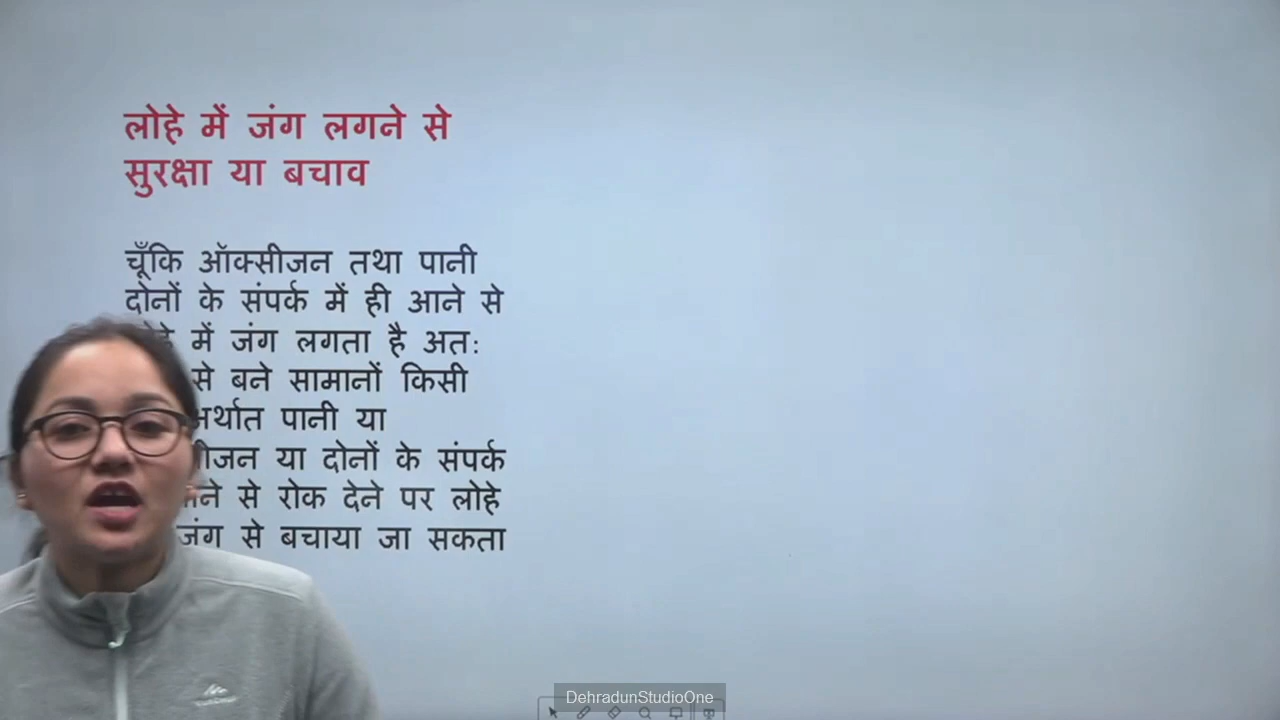 लोहे में जंग लगने से
सुरक्षा या बचाव
चूँकि ऑक्सीजन तथा पानी
दोनों के संपर्क में ही आने से
में जंग लगता है अतः
से बने सामानों किसी
पानी या
या दोनों के संपर्क
से रोक देने पर लोहे
जंग से बचाया जा सकता
DehradunStudioOne